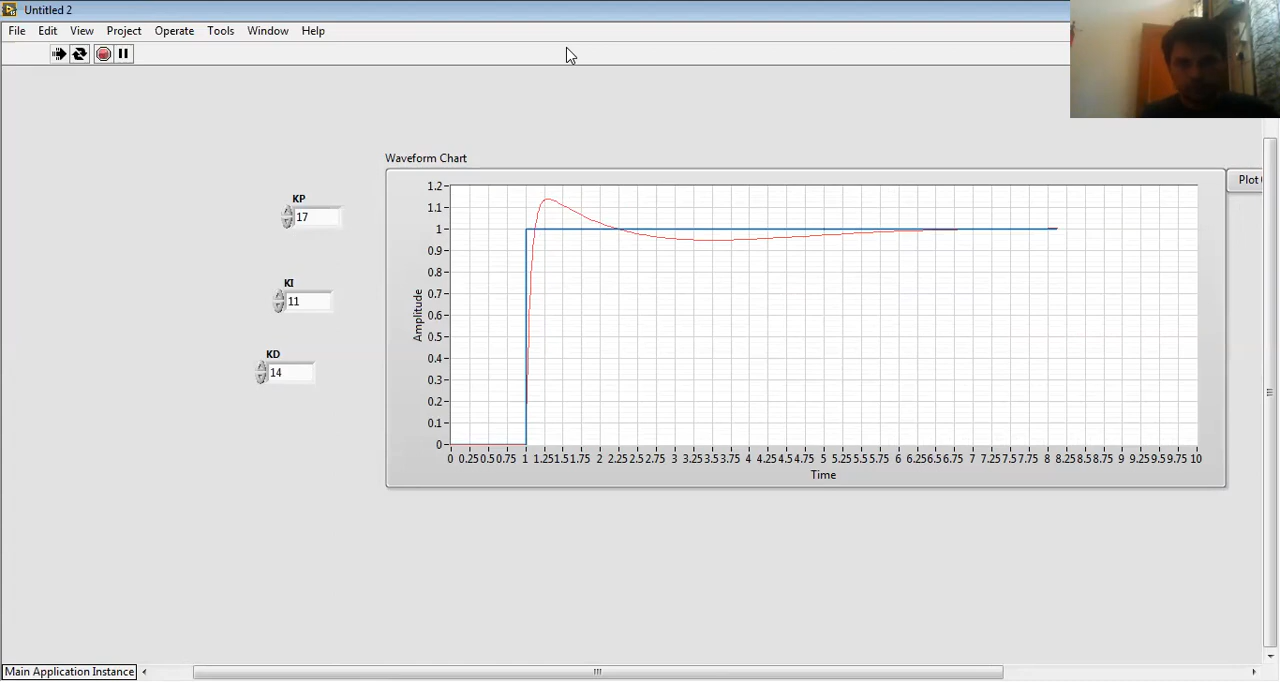 Untitled 2
File Edit View Project Operate Tools Window Help
Waveform Chart
Plot
KP
17
KI
11
KD
14
Amplitude
1.2
1.1
1
0.9
0.8
0.7
0.6
0.5
0.4
0.3
0.2
0.1
0
0 0.25 0.5 0.75 1 1.25 1.5 1.75 2 2.25 2.5 2.75 3 3.25 3.5 3.75 4 4.25 4.5 4.75 5 5.25 5.5 5.75 6 6.25 6.5 6.75 7 7.25 7.5 7.75 8 8.25 8.5 8.75 9 9.25 9.5 9.75 10
Time
Main Application Instance